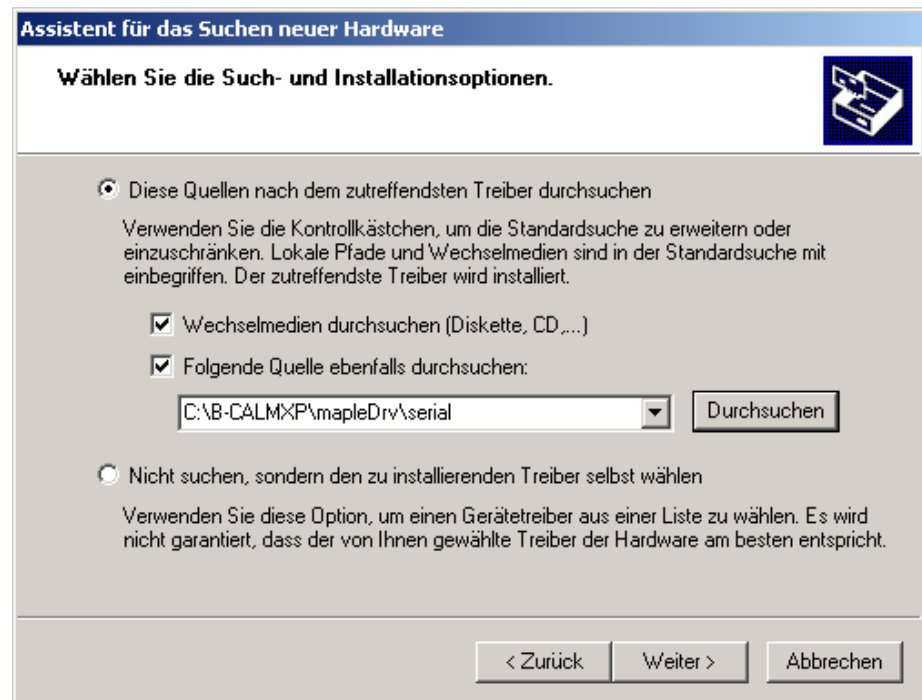 Assistent für das Suchen neuer Hardware
Wählen Sie die Such- und Installationsoptionen.
Diese Quellen nach dem zutreffendsten Treiber durchsuchen
Verwenden Sie die Kontrollkästchen, um die Standardsuche zu erweitern oder
einzuschränken. Lokale Pfade und Wechselmedien sind in der Standardsuche mit
einbegriffen. Der zutreffendste Treiber wird installiert.
Wechselmedien durchsuchen (Diskette, CD,...)
Folgende Quelle ebenfalls durchsuchen:
C:\B-CALMXP\mapleDrv\serial Durchsuchen
Nicht suchen, sondern den zu installierenden Treiber selbst wählen
Verwenden Sie diese Option, um einen Gerätetreiber aus einer Liste zu wählen. Es wird
nicht garantiert, dass der von Ihnen gewählte Treiber der Hardware am besten entspricht.
< Zurück Weiter > Abbrechen